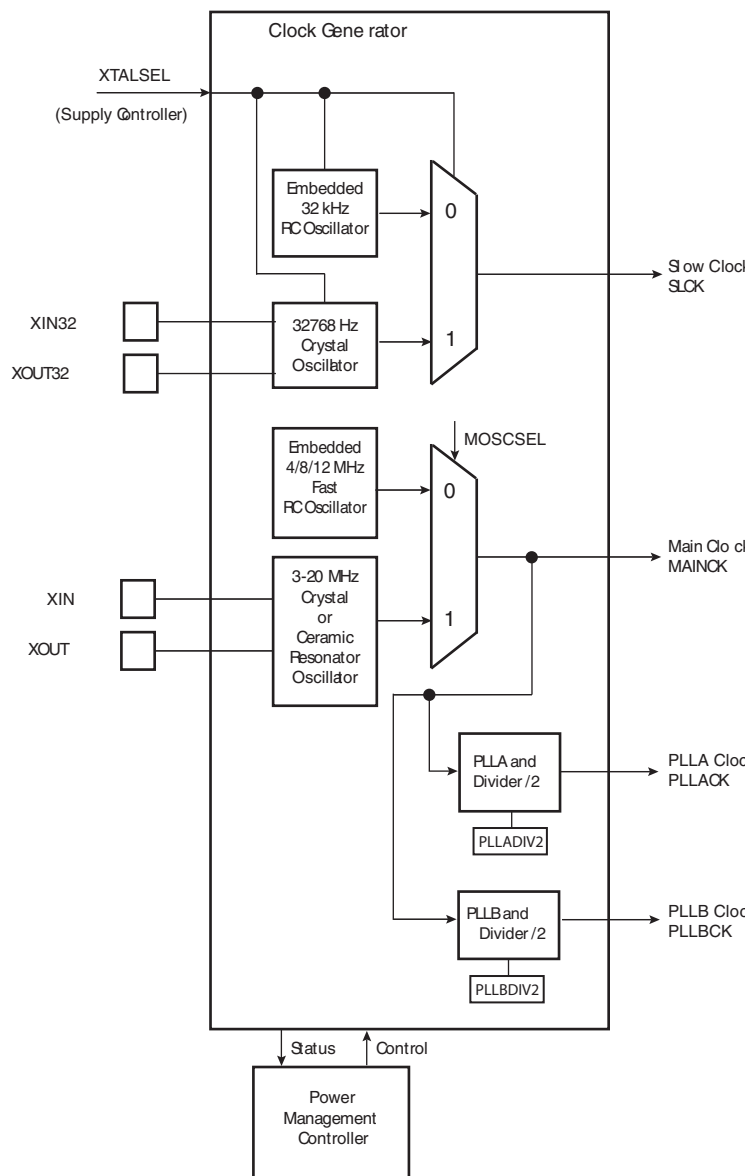 Clock Gene rator
XTALSEL
(Supply Controller)
Embedded
32 kHz
RC Oscillator
0
Slow Clock
SLCK
XIN32
32768 Hz
Crystal
Oscillator
1
XOUT32
MOSCSEL
Embedded
4/8/12 MHz
Fast
RC Oscillator
0
Main Clo ck
MAINCK
XIN
3-20 MHz
Crystal
or
Ceramic
Resonator
Oscillator
1
XOUT
PLLA and
Divider /2
PLLA Cloc
PLLACK
PLLADIV2
PLLB and
Divider /2
PLLB Cloc
PLLBCK
PLLBDIV2
Status
Control
Power
Management
Controller